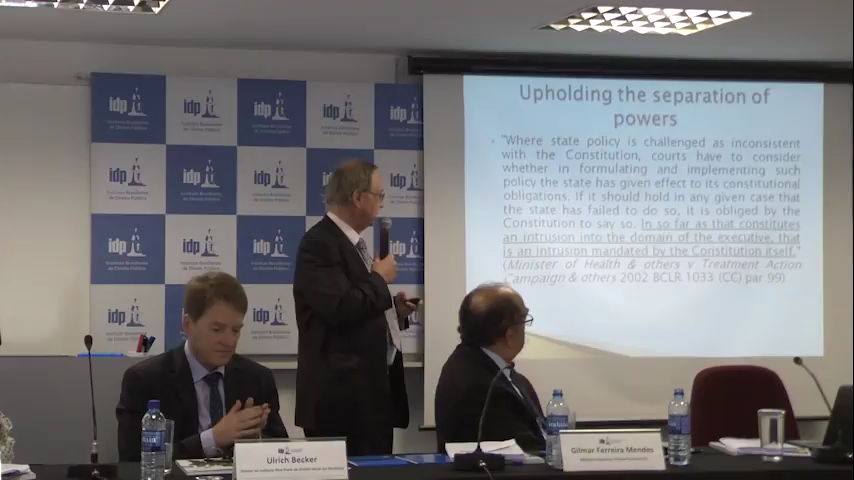 Upholding the separation of
powers
"Where state policy is challenged as inconsistent
with the Constitution, courts have to consider
whether in formulating and implementing such
policy the state has given effect to its constitutional
obligations. If it should hold in any given case that
the state has failed to do so, it is obliged by the
Constitution to say so. In so far as that constitutes
an intrusion into the domain of the executive, that
is an intrusion mandated by the Constitution itself."
(Minister of Health & others v Treatment Action
Campaign & others 2002 BCLR 1033 (CC) par 99)
idp
Instituto Brasiliense
de Direito Público
Ulrich Becker
Gilmar Ferreira Mendes